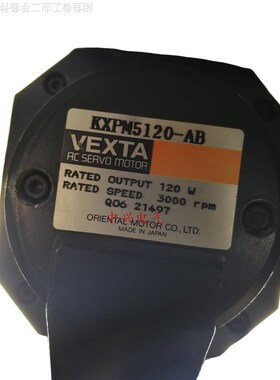 KXPM5120-AB
VEXTA
AC SERVO MOTOR
RATED OUTPUT 120 W
RATED SPEED 3000 rpm
Q06 21497
ORIENTAL MOTOR CO., LTD.
MADE IN JAPAN